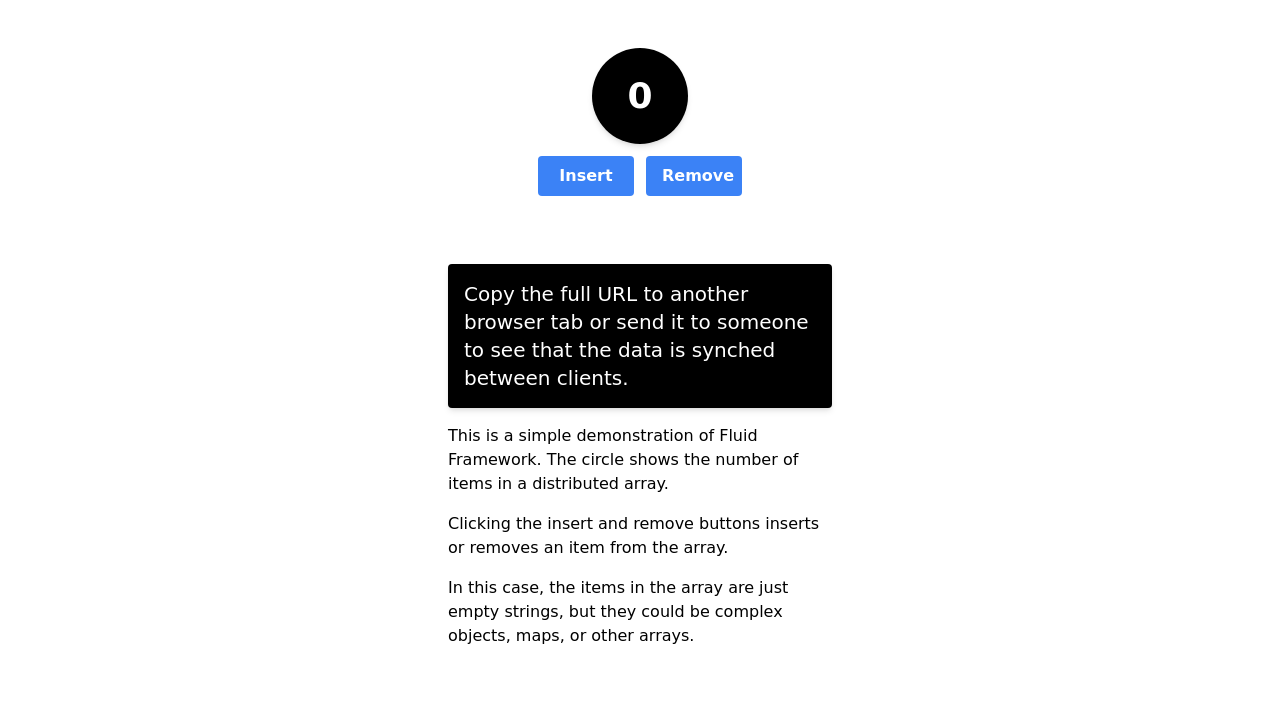 0
Insert Remove
Copy the full URL to another
browser tab or send it to someone
to see that the data is synched
between clients.
This is a simple demonstration of Fluid
Framework. The circle shows the number of
items in a distributed array.
Clicking the insert and remove buttons inserts
or removes an item from the array.
In this case, the items in the array are just
empty strings, but they could be complex
objects, maps, or other arrays.